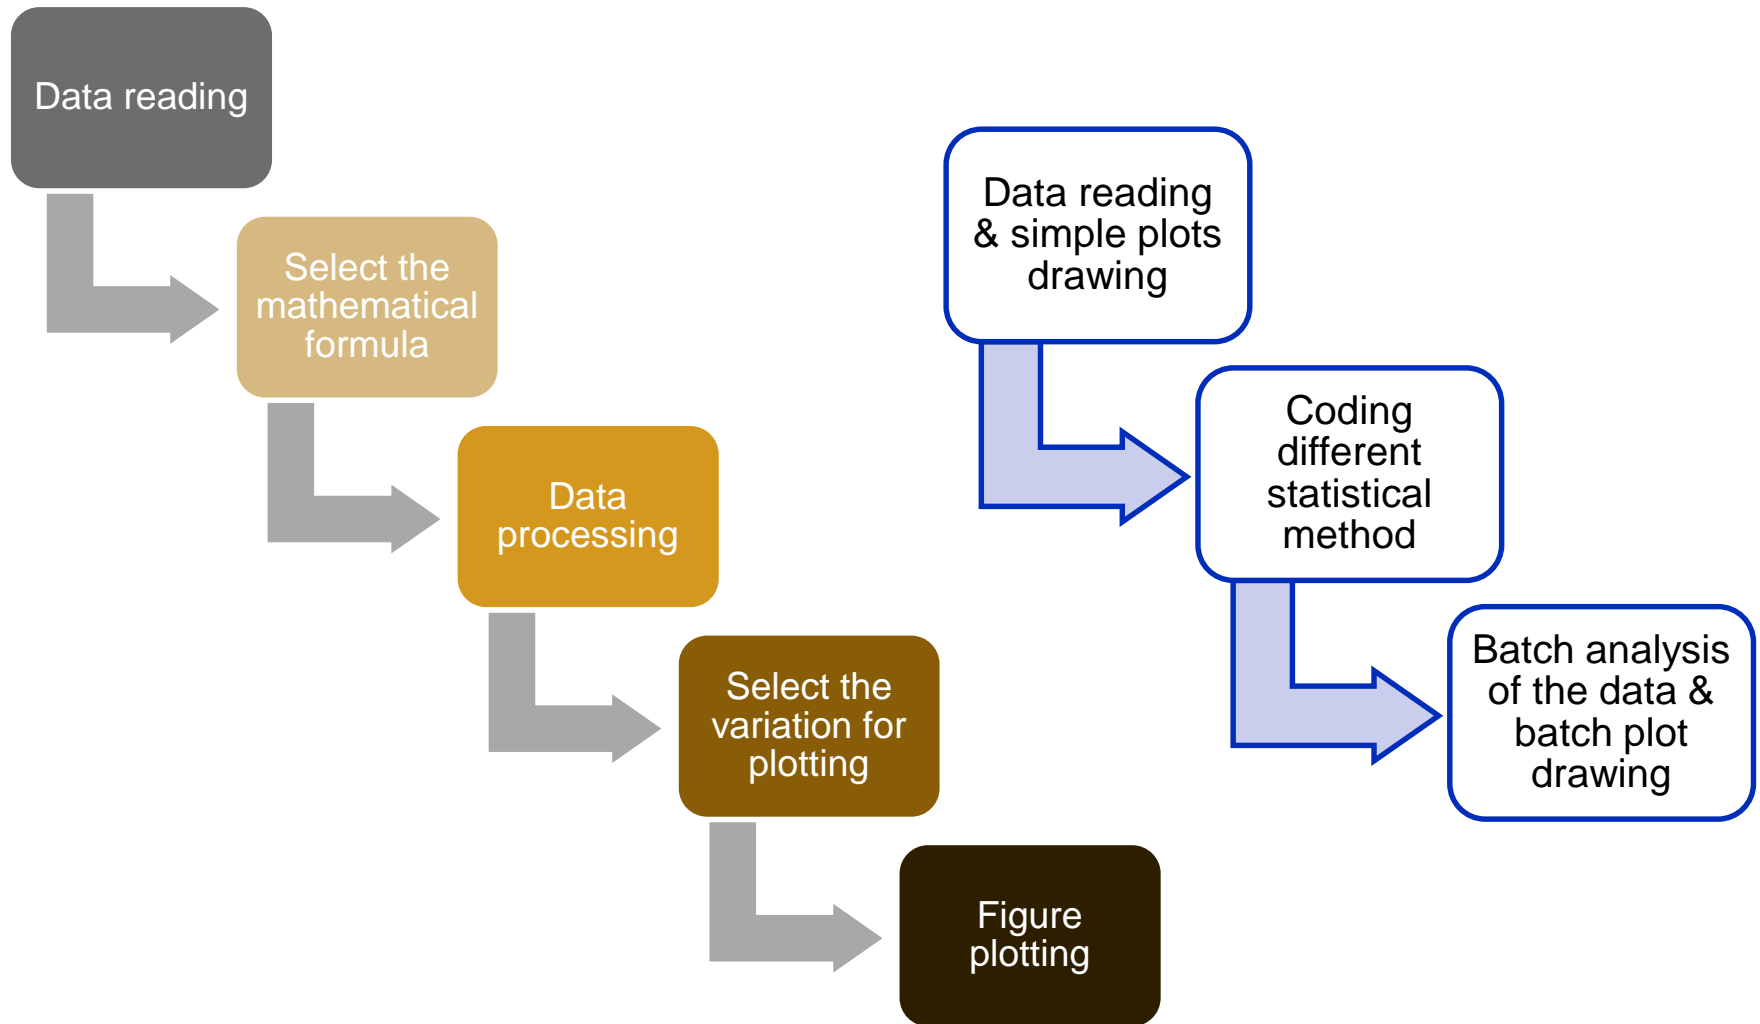 Data reading
Select the
mathematical
formula
Data
processing
Select the
variation for
plotting
Figure
plotting
Data reading
& simple plots
drawing
Coding
different
statistical
method
Batch analysis
of the data &
batch plot
drawing